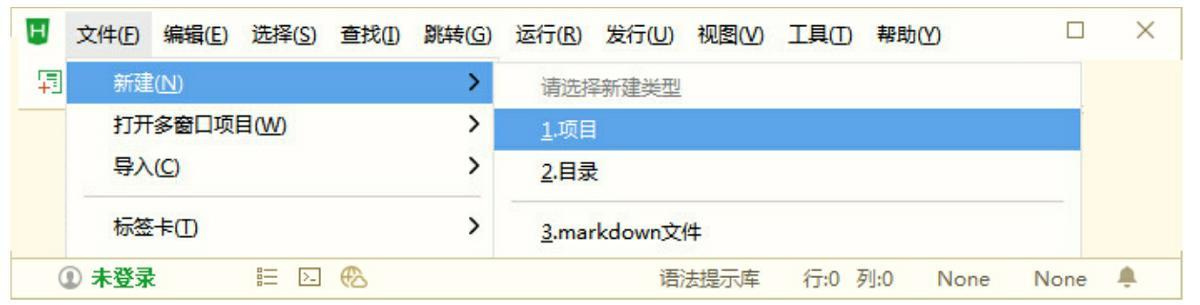 H 文件(F) 编辑(E) 选择(S) 查找(I) 跳转(G) 运行(R) 发行(U) 视图(V) 工具(T) 帮助(Y)
新建(N) 请选择新建类型
打开多窗口项目(W) 1.项目
导入(C) 2.目录
标签卡(T) 3.markdown文件
未登录 语法提示库 行:0 列:0 None None